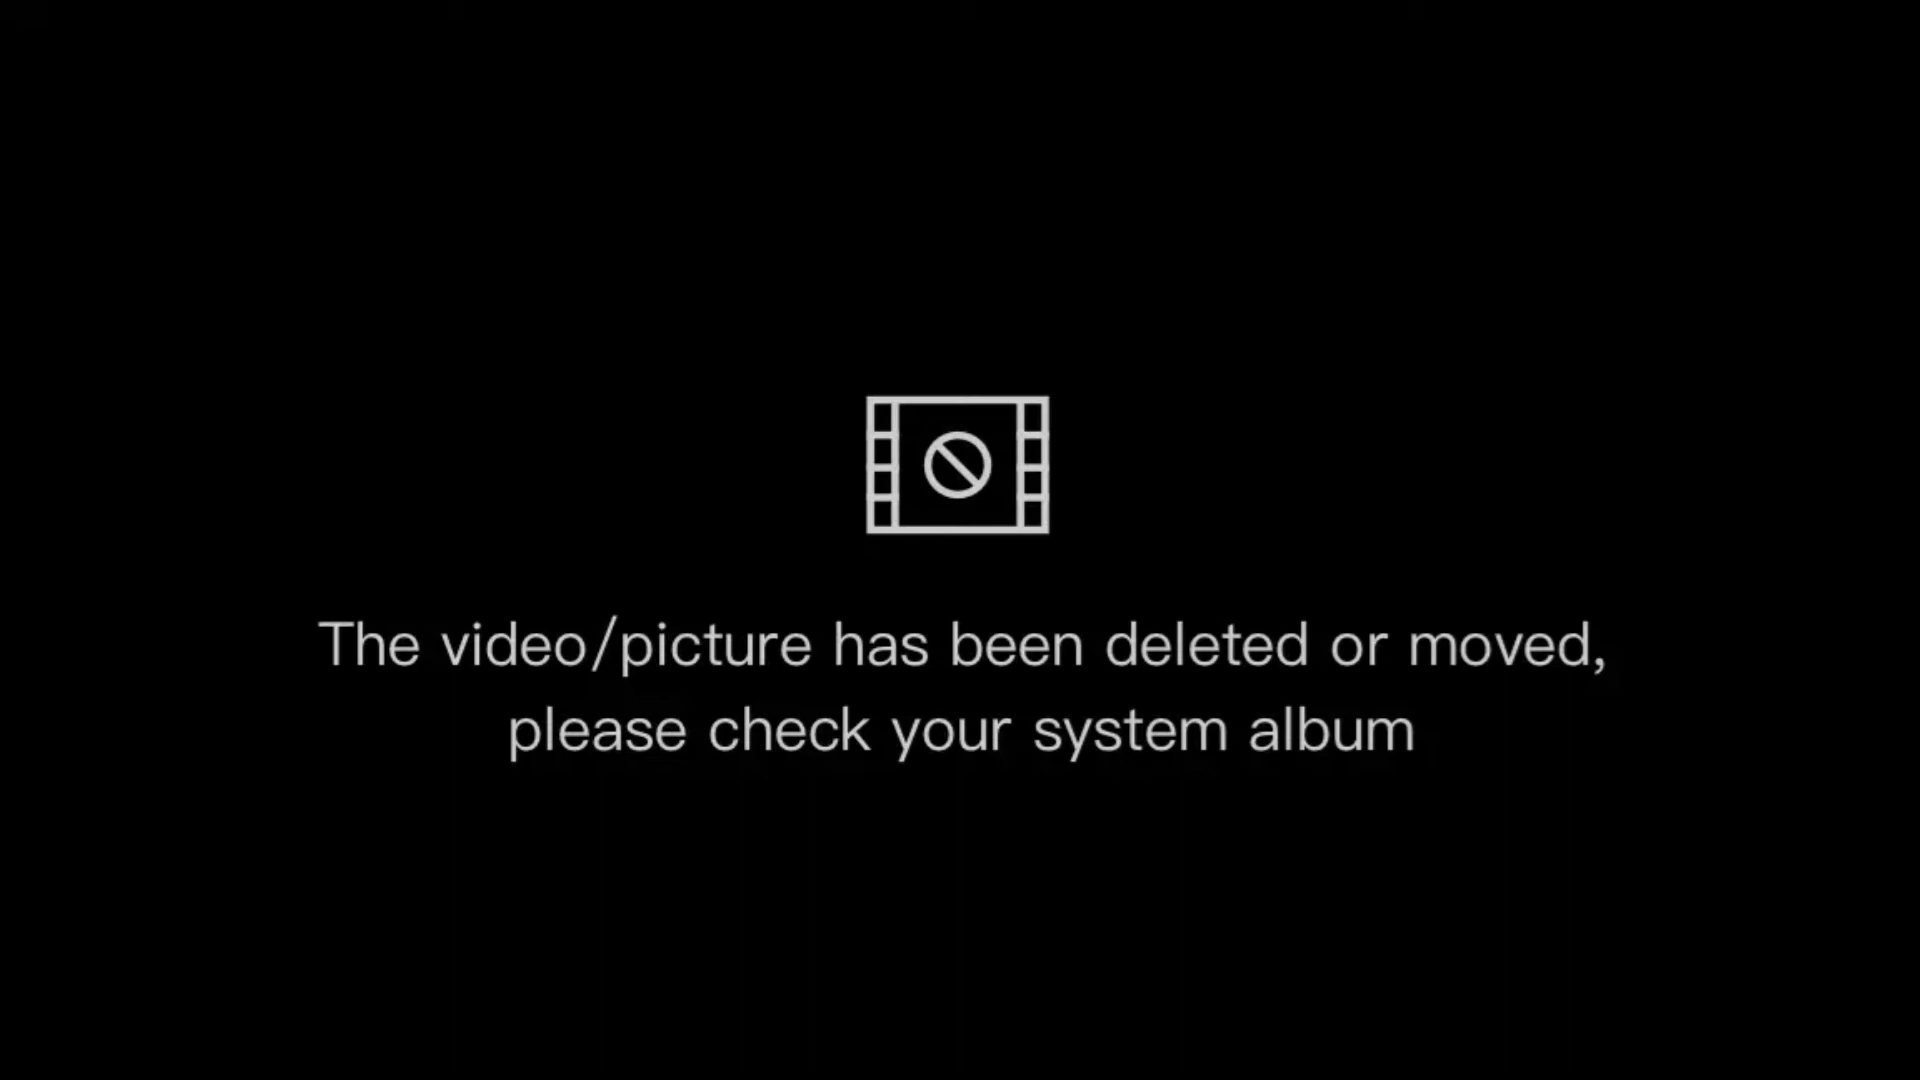 The video/picture has been deleted or moved,
please check your system album